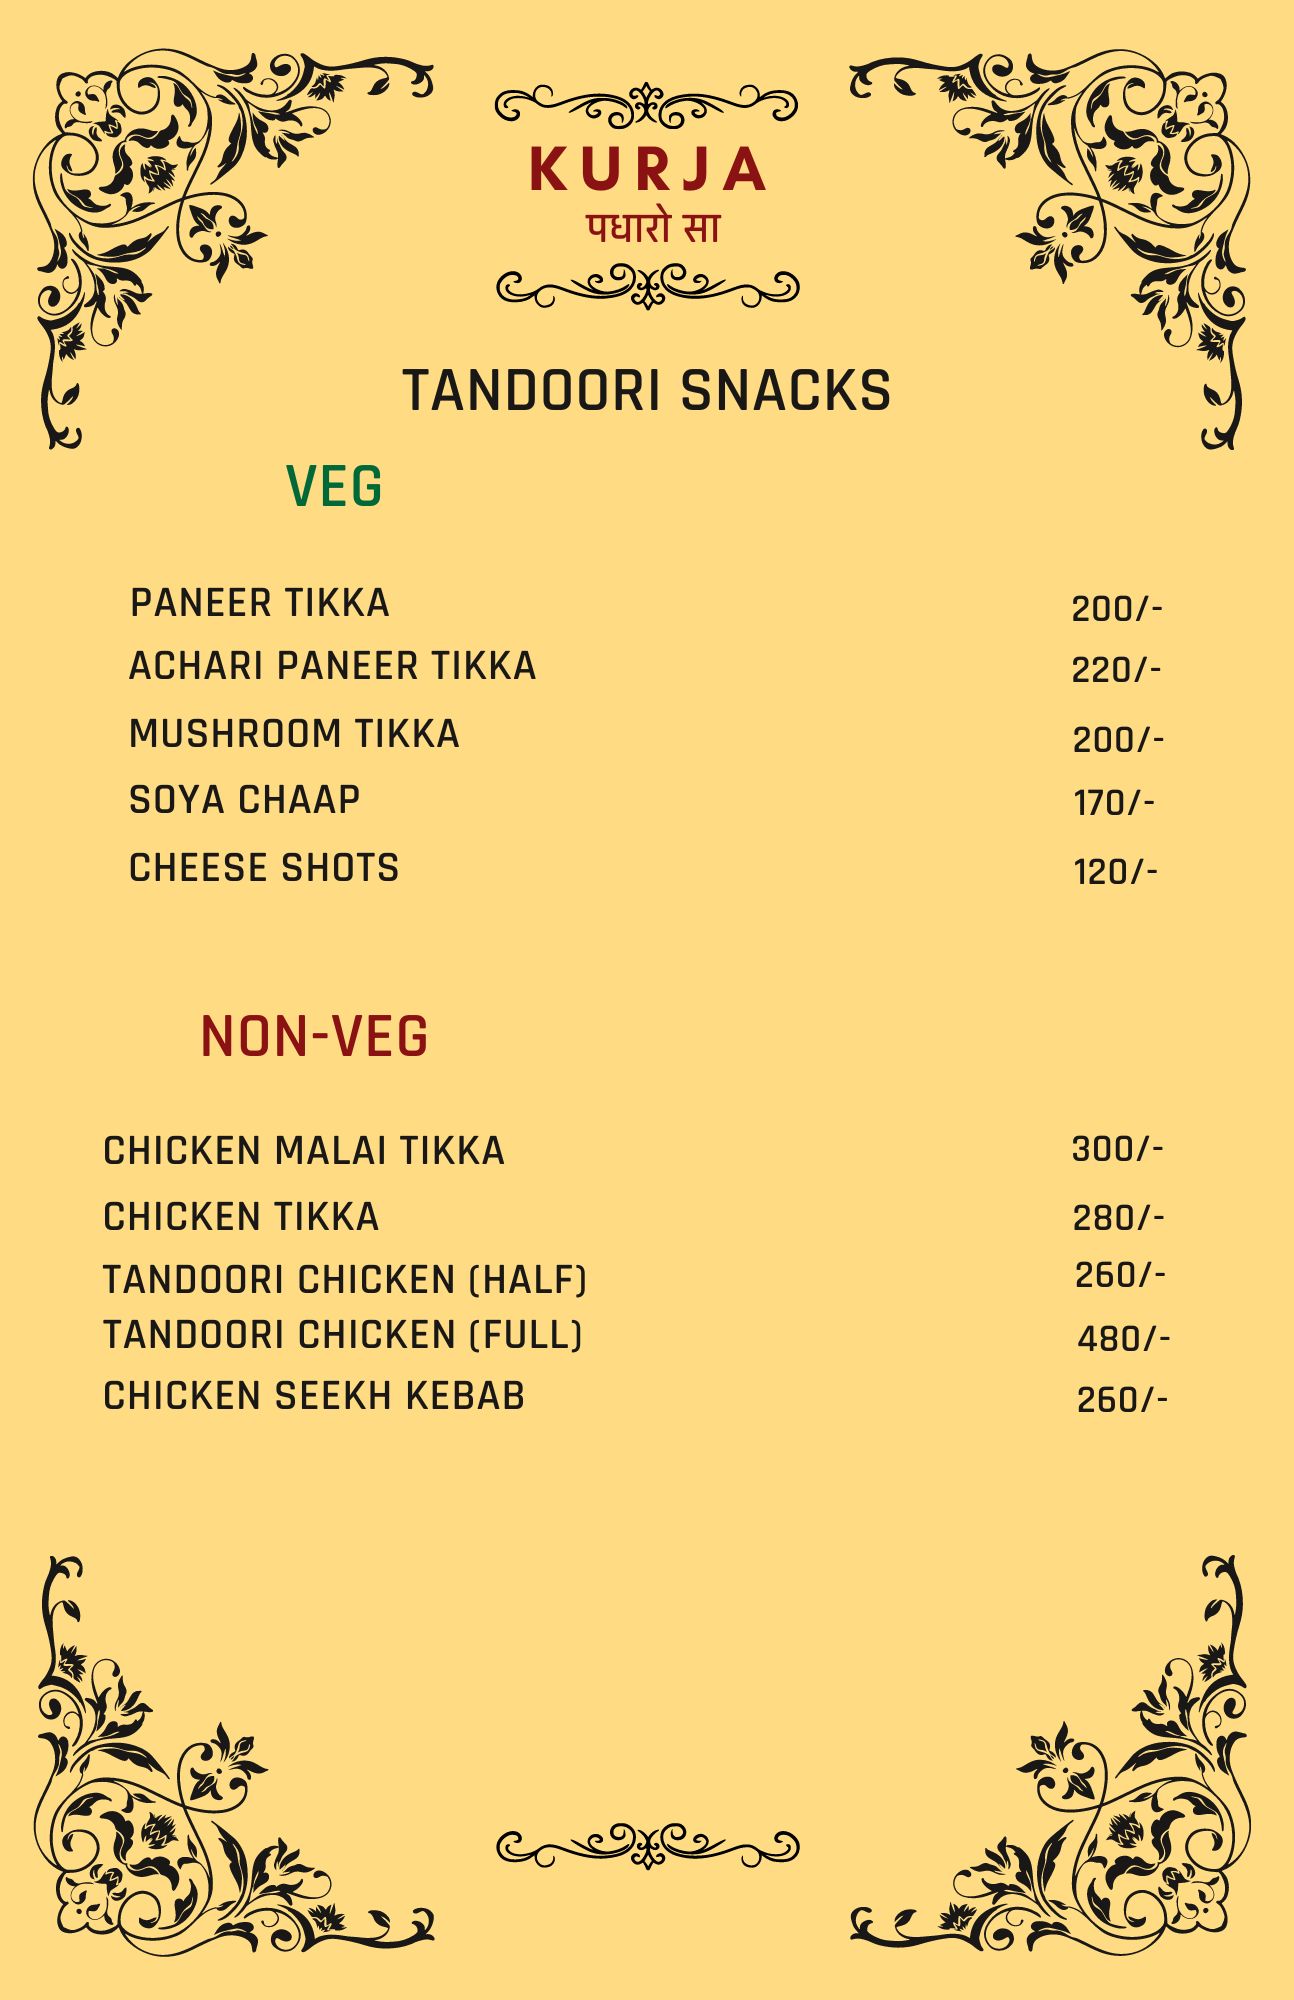 KURJA
पधारो सा
TANDOORI SNACKS
VEG
PANEER TIKKA 200/-
ACHARI PANEER TIKKA 220/-
MUSHROOM TIKKA 200/-
SOYA CHAAP 170/-
CHEESE SHOTS 120/-
NON-VEG
CHICKEN MALAI TIKKA 300/-
CHICKEN TIKKA 280/-
TANDOORI CHICKEN (HALF) 260/-
TANDOORI CHICKEN (FULL) 480/-
CHICKEN SEEKH KEBAB 260/-